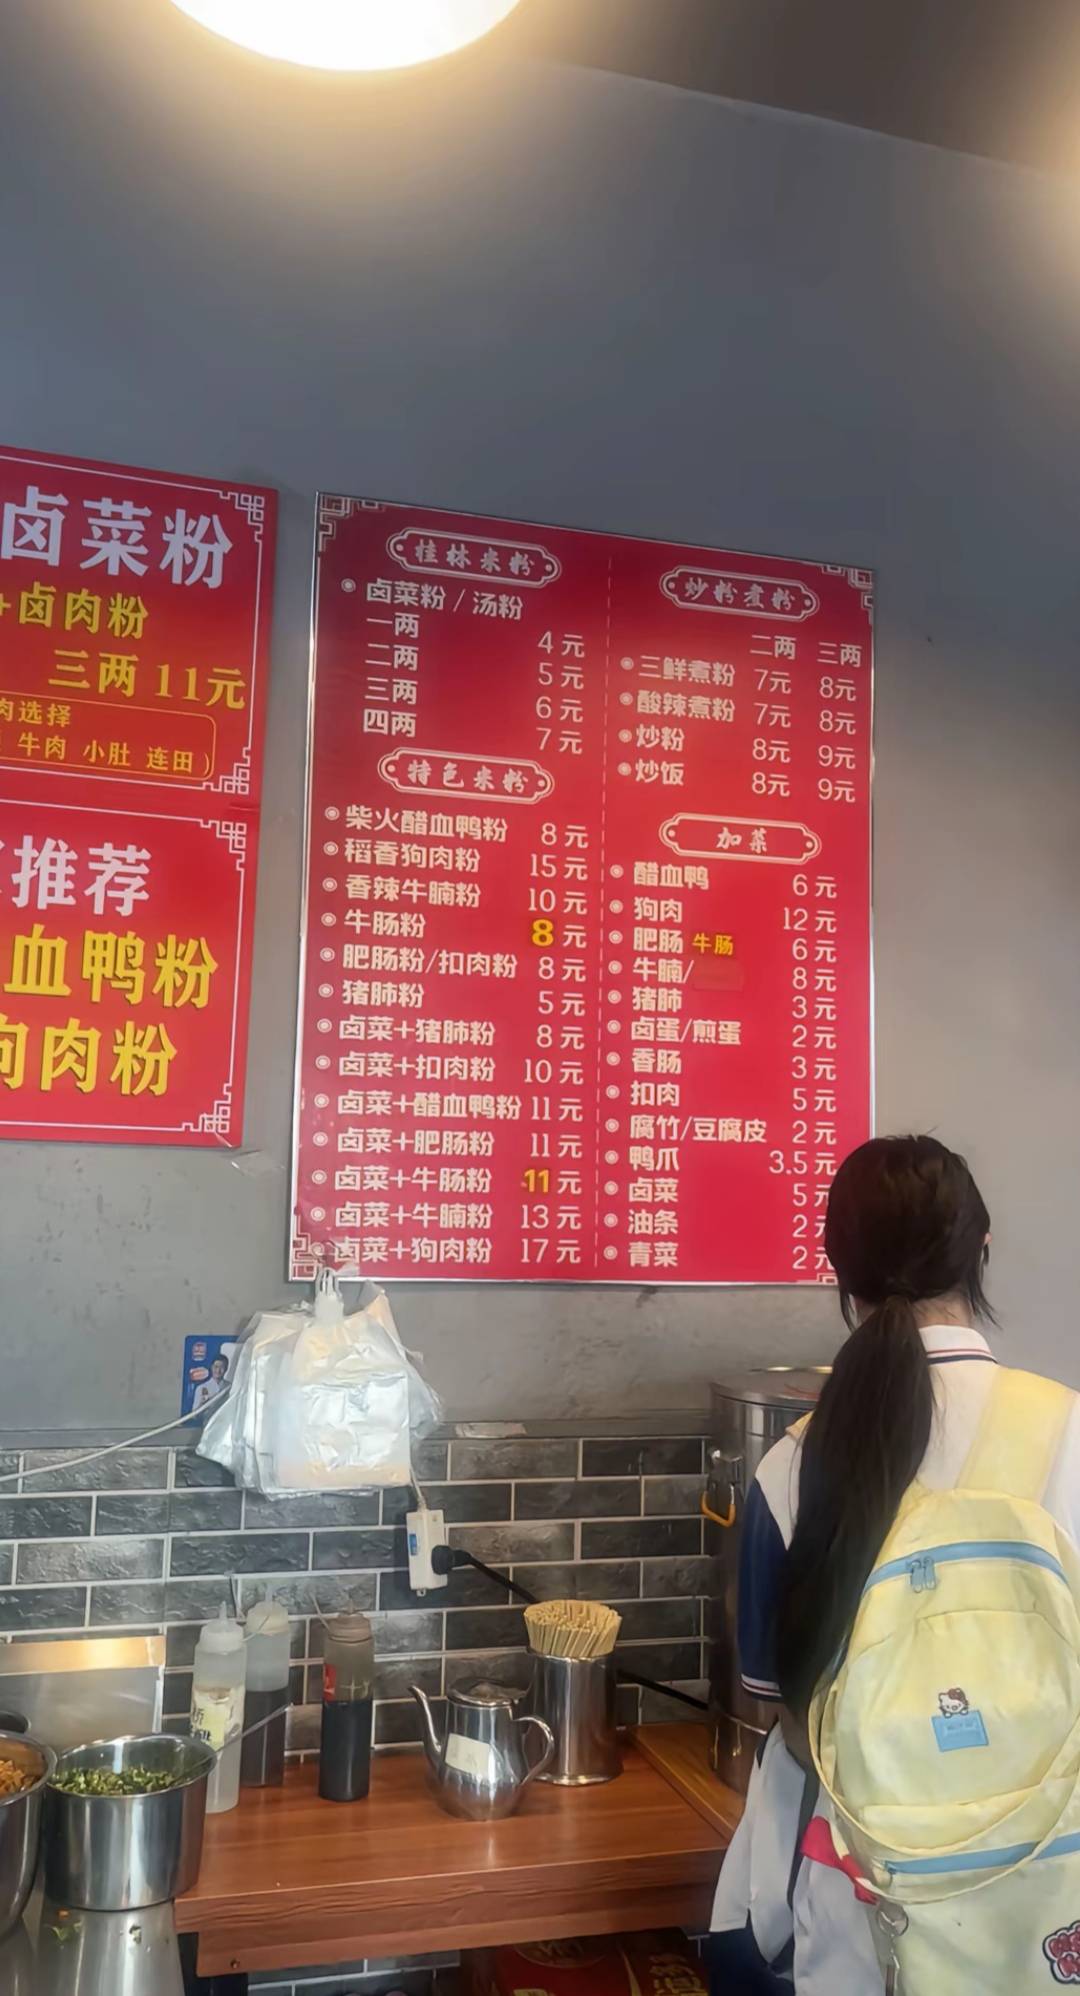 卤菜粉
+卤肉粉
三两 11元
肉选择
牛肉 小肚 连田）
推荐
血鸭粉
狗肉粉
桂林米粉
卤菜粉 / 汤粉
一两 4元
二两 5元
三两 6元
四两 7元
特色米粉
柴火醋血鸭粉 8元
稻香狗肉粉 15元
香辣牛腩粉 10元
牛肠粉 8元
肥肠粉/扣肉粉 8元
猪肺粉 5元
卤菜+猪肺粉 8元
卤菜+扣肉粉 10元
卤菜+醋血鸭粉 11元
卤菜+肥肠粉 11元
卤菜+牛肠粉 11元
卤菜+牛腩粉 13元
卤菜+狗肉粉 17元
炒粉煮粉
二两 三两
三鲜煮粉 7元 8元
酸辣煮粉 7元 8元
炒粉 8元 9元
炒饭 8元 9元
加菜
醋血鸭 6元
狗肉 12元
肥肠 牛肠 6元
牛腩/ 8元
猪肺 3元
卤蛋/煎蛋 2元
香肠 3元
扣肉 5元
腐竹/豆腐皮 2元
鸭爪 3.5元
卤菜 5元
油条 2元
青菜 2元